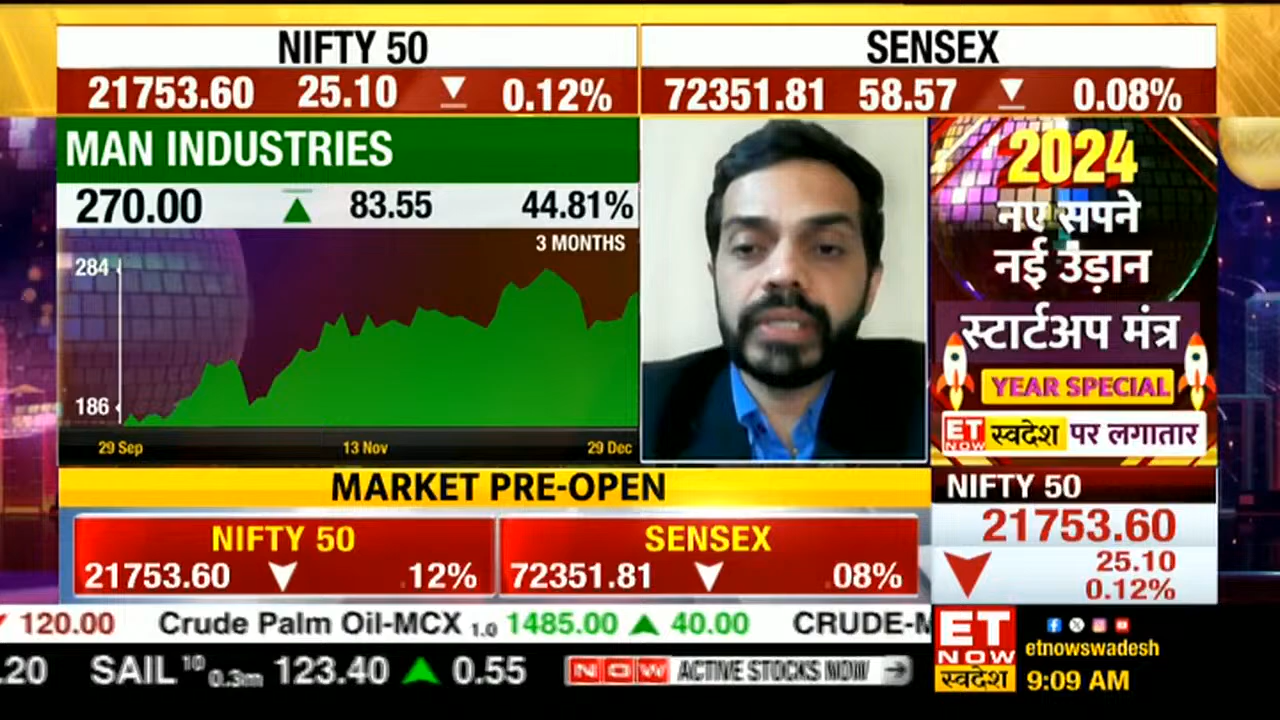 NIFTY 50
21753.60 25.10 0.12%
SENSEX
72351.81 58.57 0.08%
MAN INDUSTRIES
270.00 83.55 44.81%
3 MONTHS
284
186
29 Sep 13 Nov 29 Dec
2024
नए सपने
नई उड़ान
स्टार्टअप मंत्र
YEAR SPECIAL
ET NOW स्वदेश पर लगातार
MARKET PRE-OPEN
NIFTY 50
21753.60 .12%
SENSEX
72351.81 .08%
NIFTY 50
21753.60
25.10
0.12%
120.00 Crude Palm Oil-MCX 1.0 1485.00 40.00 CRUDE-M
.20 SAIL 10 0.3m 123.40 0.55 NOW ACTIVE STOCKS NOW
ET
NOW
स्वदेश
etnowswadesh
9:09 AM